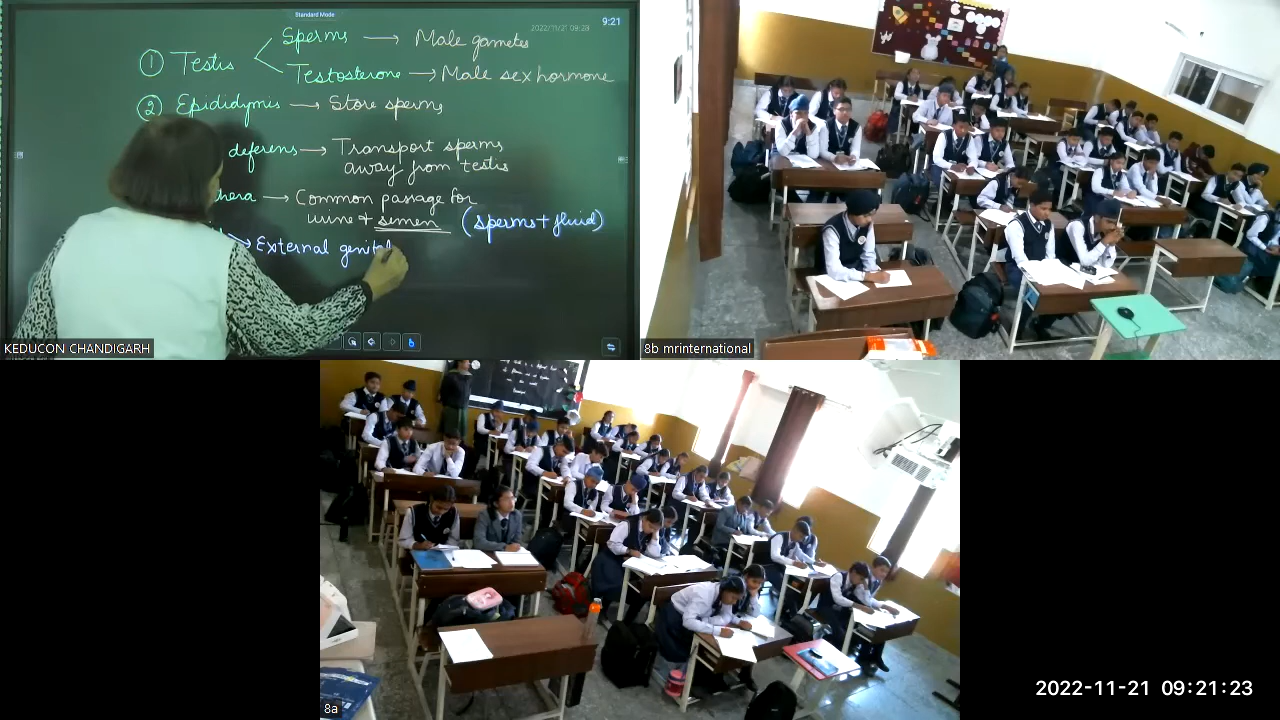 Standard Mode
9:21
2022/11/21 09:20
① Testis
Sperms → Male gametes
Testosterone → Male sex hormone
② Epididymis → Store sperms
deferens → Transport sperms
away from testis
hera → Common passage for
urine + semen (sperms + fluid)
→ External genit
KEDUCON CHANDIGARH
8b mrinternational
8a
2022-11-21 09:21:23